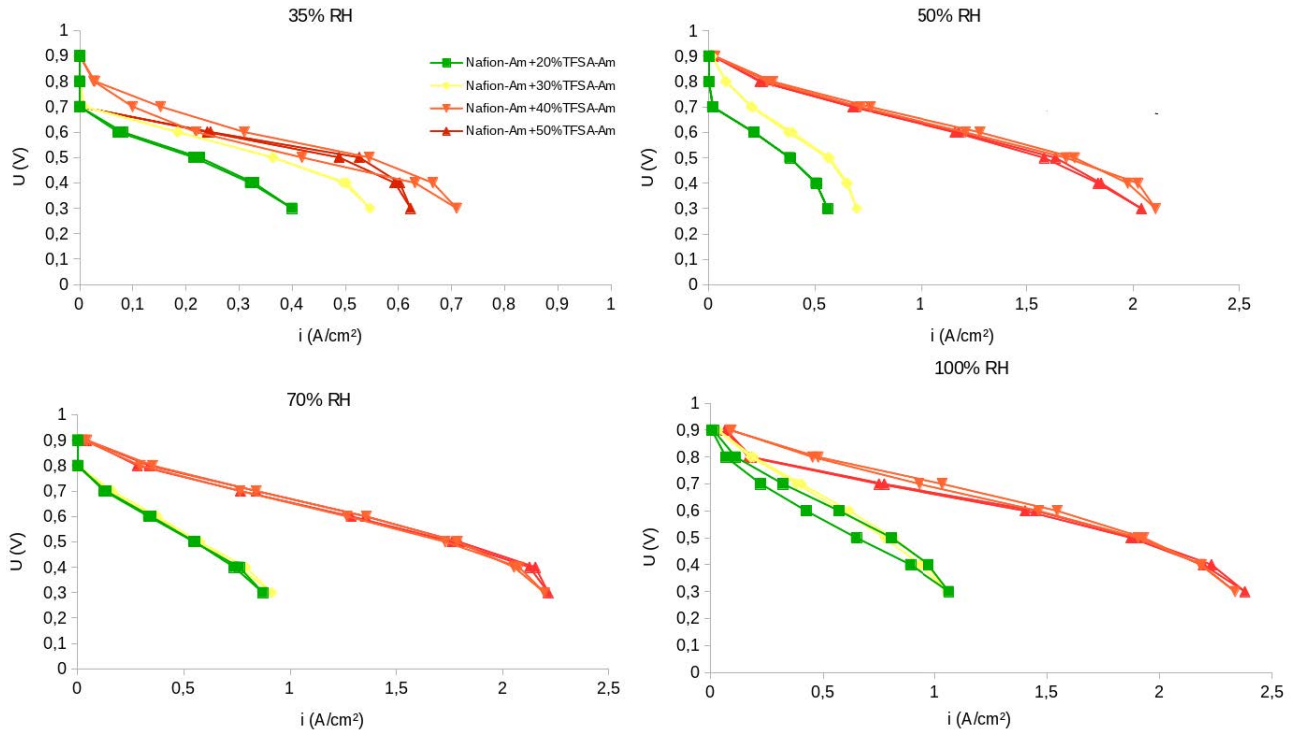 35% RH
1
0,9
0,8
0,7
0,6
0,5
0,4
0,3
0,2
0,1
0
U (V)
0 0,1 0,2 0,3 0,4 0,5 0,6 0,7 0,8 0,9 1
i (A/cm²)
Nafion-Am+20%TFSA-Am
Nafion-Am+30%TFSA-Am
Nafion-Am+40%TFSA-Am
Nafion-Am+50%TFSA-Am
50% RH
1
0,9
0,8
0,7
0,6
0,5
0,4
0,3
0,2
0,1
0
U (V)
0 0,5 1 1,5 2 2,5
i (A/cm²)
70% RH
1
0,9
0,8
0,7
0,6
0,5
0,4
0,3
0,2
0,1
0
U (V)
0 0,5 1 1,5 2 2,5
i (A/cm²)
100% RH
1
0,9
0,8
0,7
0,6
0,5
0,4
0,3
0,2
0,1
0
U (V)
0 0,5 1 1,5 2 2,5
i (A/cm²)